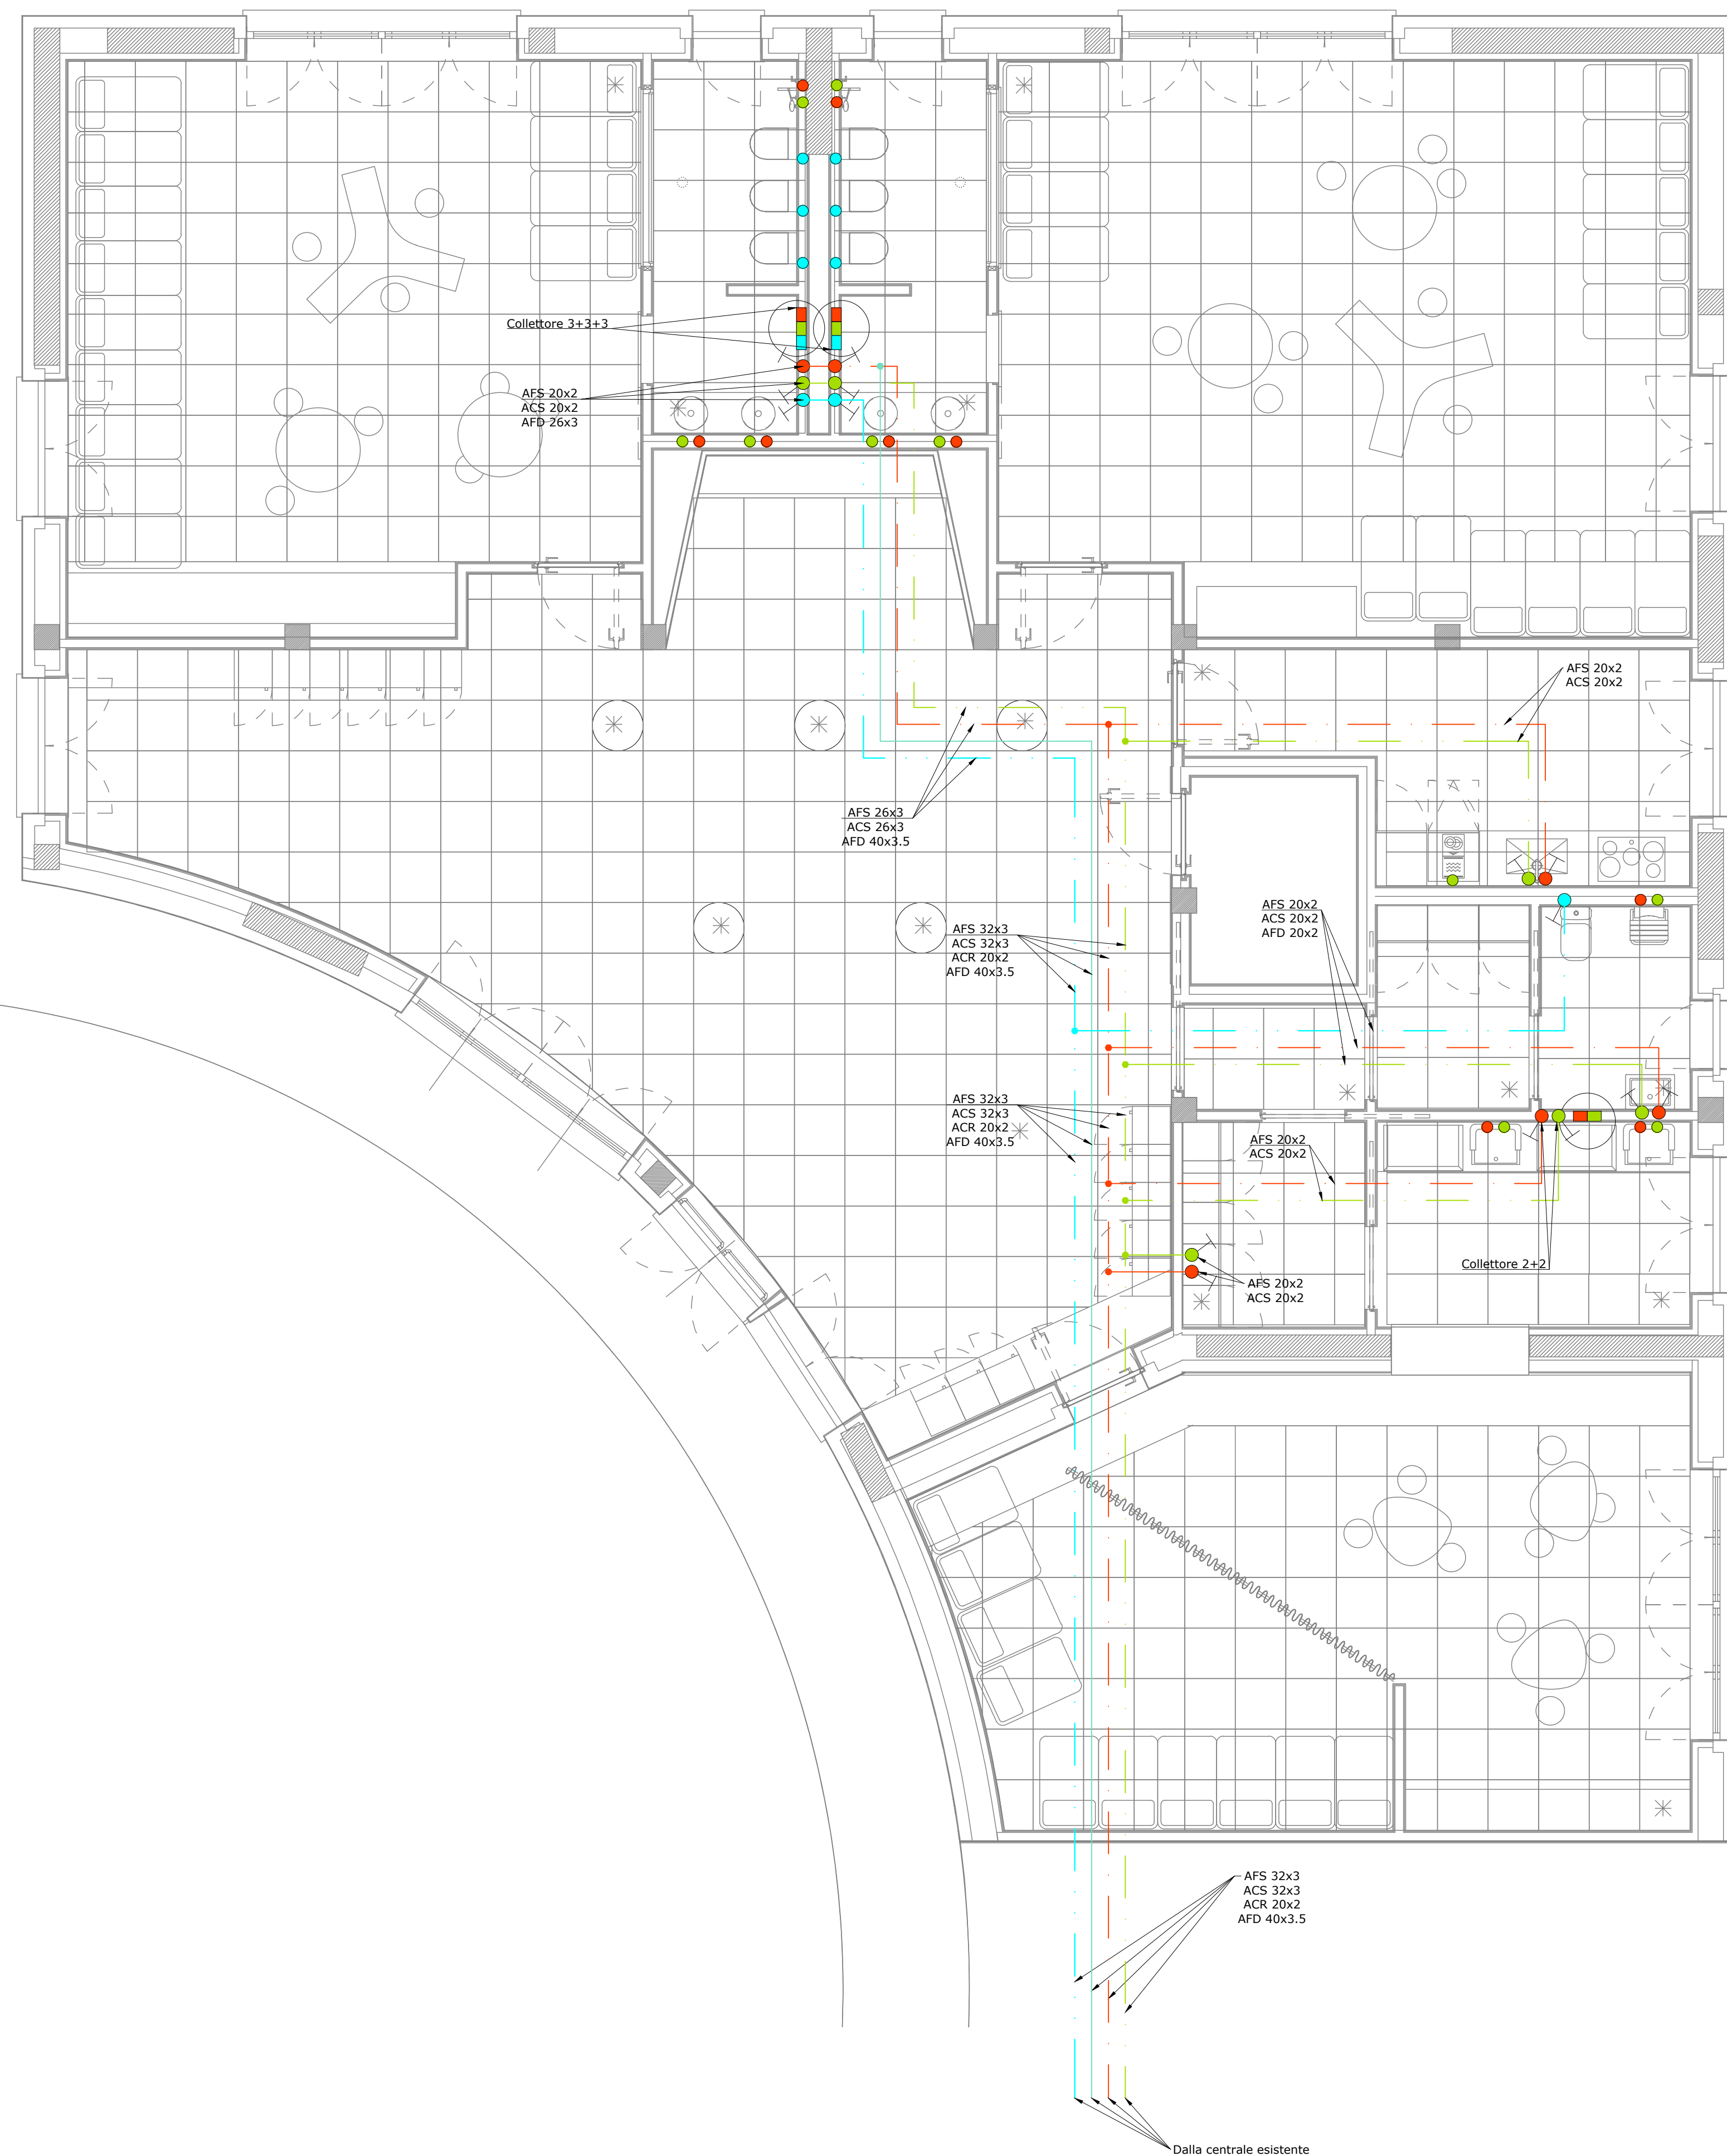 Collettore 3+3+3
AFS 20x2
ACS 20x2
AFD 26x3
AFS 20x2
ACS 20x2
AFS 26x3
ACS 26x3
AFD 40x3.5
AFS 20x2
ACS 20x2
AFD 20x2
AFS 32x3
ACS 32x3
ACR 20x2
AFD 40x3.5
AFS 32x3
ACS 32x3
ACR 20x2
AFD 40x3.5
AFS 20x2
ACS 20x2
Collettore 2+2
AFS 20x2
ACS 20x2
AFS 32x3
ACS 32x3
ACR 20x2
AFD 40x3.5
Dalla centrale esistente